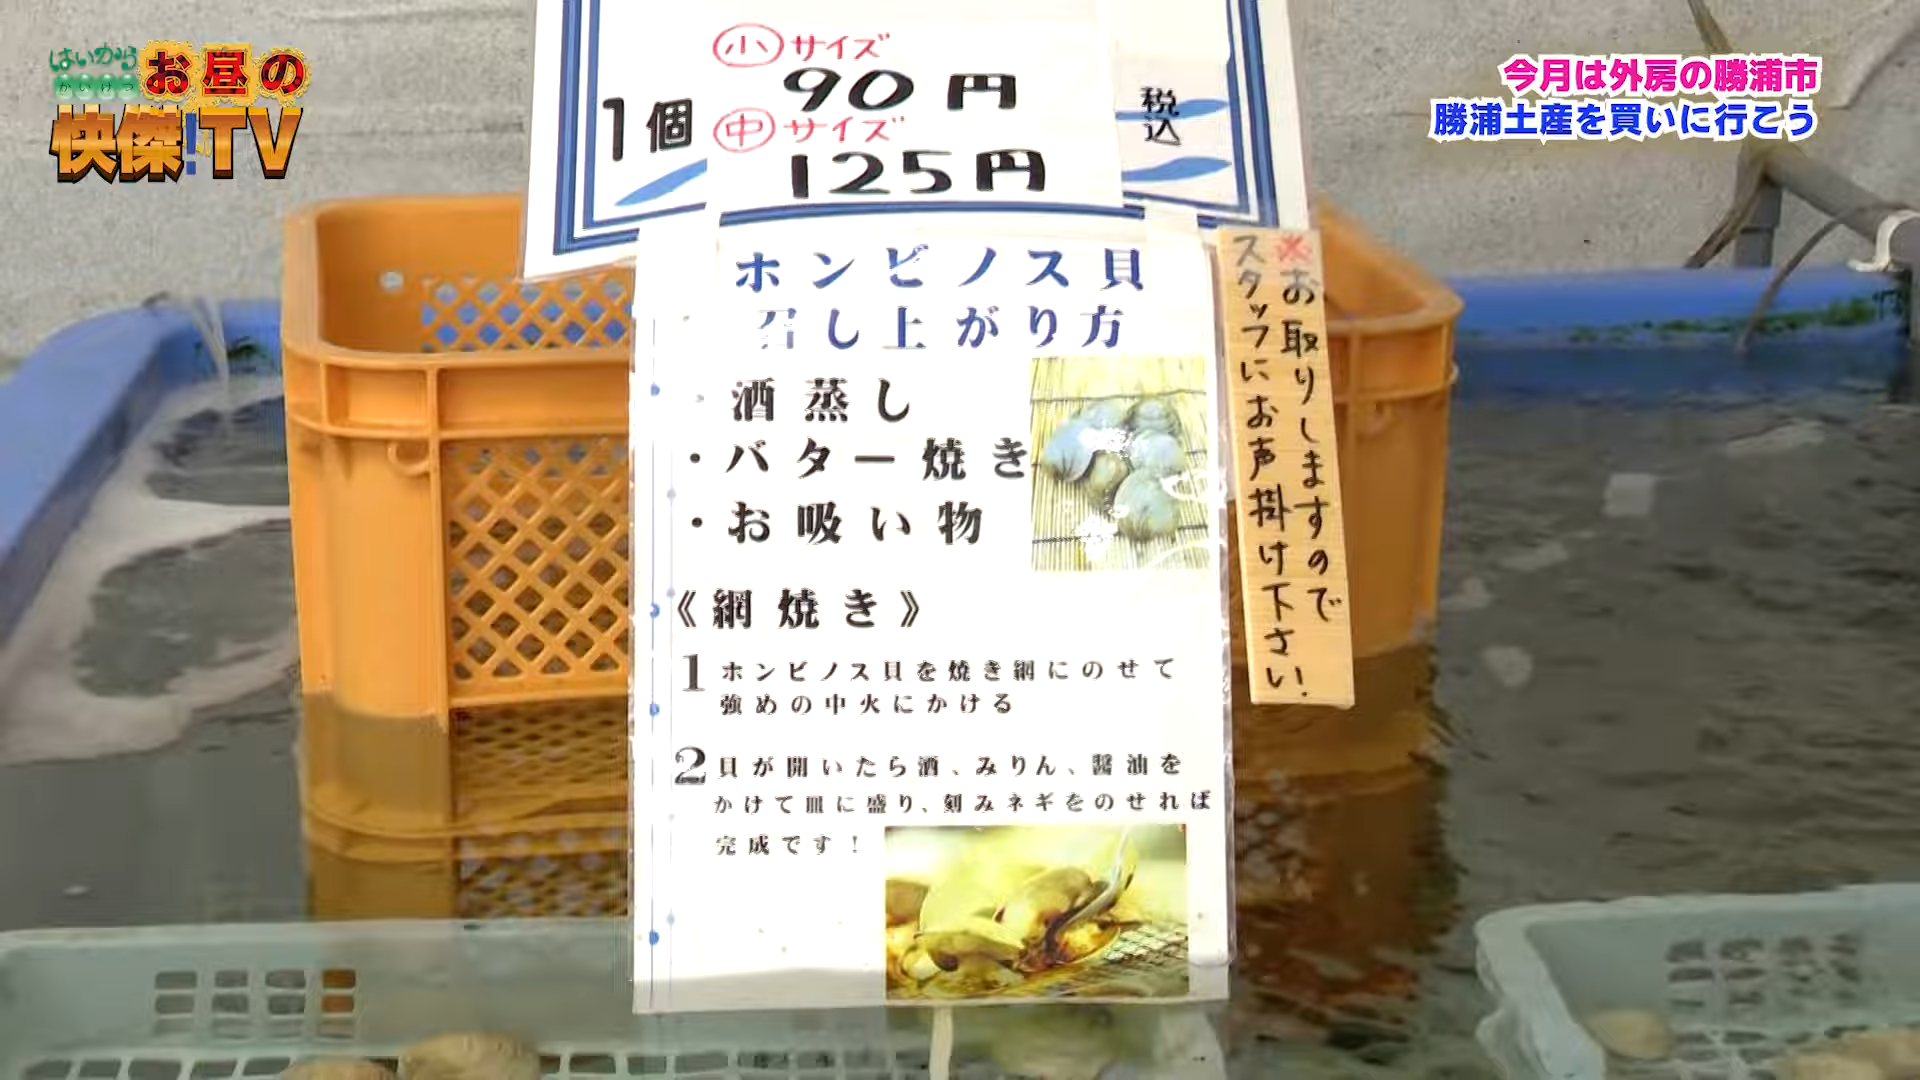 はいから
かいけつ
お昼の
快傑!TV
今月は外房の勝浦市
勝浦土産を買いに行こう
小サイズ
1個 90円 税込
中サイズ
125円
ホンビノス貝
召し上がり方
・酒蒸し
・バター焼き
・お吸い物
《網焼き》
1 ホンビノス貝を焼き網にのせて
強めの中火にかける
2 貝が開いたら酒、みりん、醤油を
かけて皿に盛り、刻みネギをのせれば
完成です!
※お取りしますので
スタッフにお声掛け下さい.